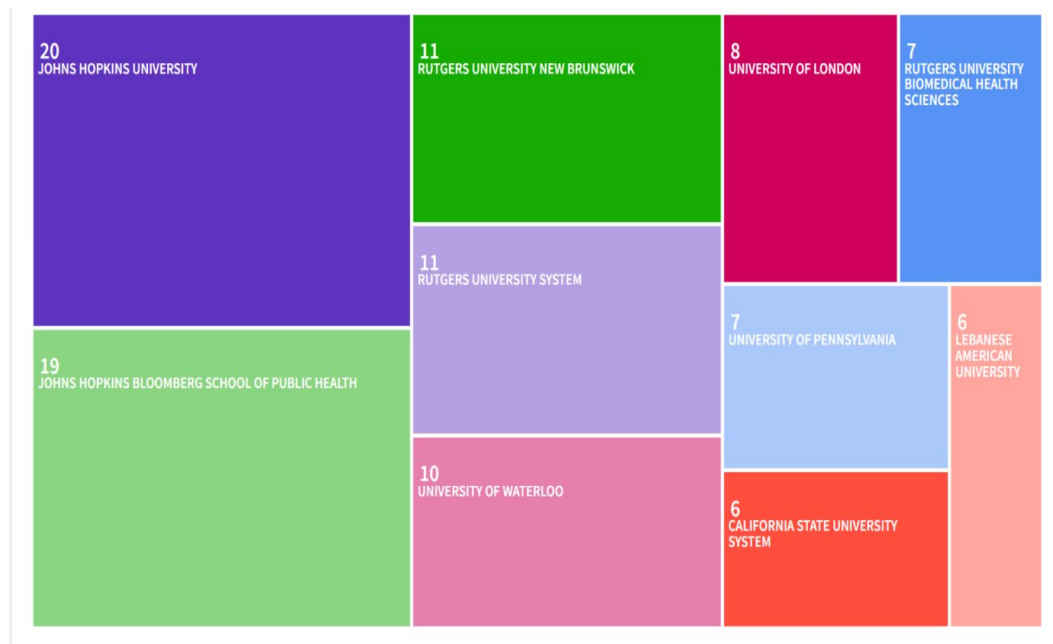 20
JOHNS HOPKINS UNIVERSITY
19
JOHNS HOPKINS BLOOMBERG SCHOOL OF PUBLIC HEALTH
11
RUTGERS UNIVERSITY NEW BRUNSWICK
11
RUTGERS UNIVERSITY SYSTEM
10
UNIVERSITY OF WATERLOO
8
UNIVERSITY OF LONDON
7
RUTGERS UNIVERSITY
BIOMEDICAL HEALTH
SCIENCES
7
UNIVERSITY OF PENNSYLVANIA
6
CALIFORNIA STATE UNIVERSITY
SYSTEM
6
LEBANESE
AMERICAN
UNIVERSITY